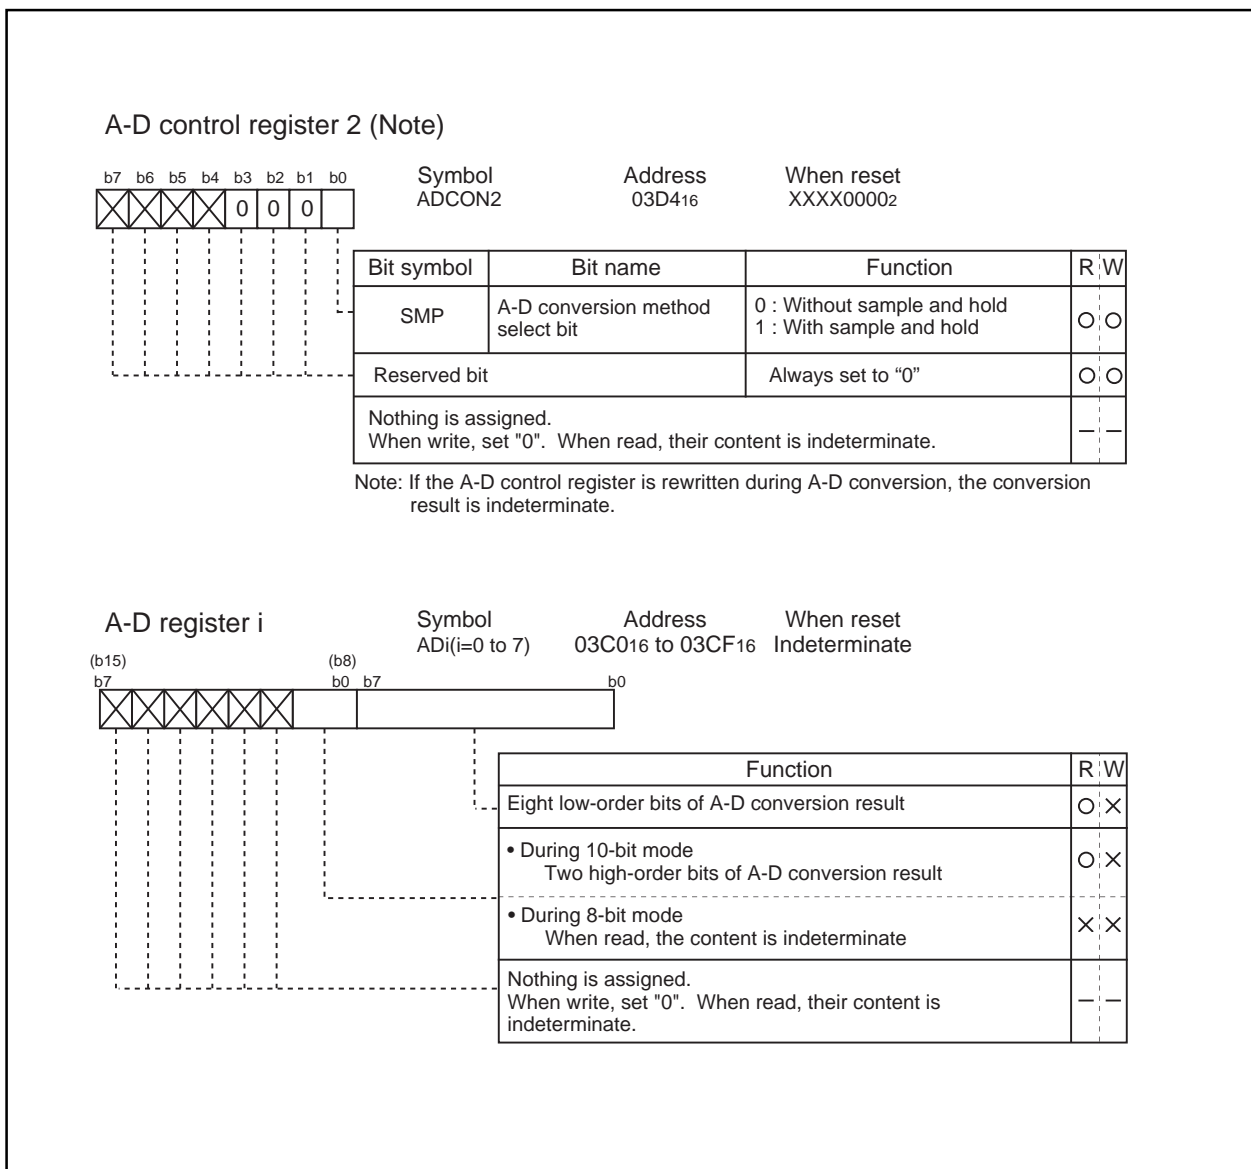 A-D control register 2 (Note)
b7 b6 b5 b4 b3 b2 b1 b0
0 0 0
Symbol Address When reset
ADCON2 03D416 XXXX00002
Bit symbol Bit name Function R W
SMP A-D conversion method select bit 0 : Without sample and hold
1 : With sample and hold
Reserved bit Always set to “0”
Nothing is assigned.
When write, set "0". When read, their content is indeterminate.
Note: If the A-D control register is rewritten during A-D conversion, the conversion
result is indeterminate.
A-D register i
Symbol Address When reset
ADi(i=0 to 7) 03C016 to 03CF16 Indeterminate
(b15) (b8)
b7 b0 b7 b0
Function R W
Eight low-order bits of A-D conversion result
• During 10-bit mode
Two high-order bits of A-D conversion result
• During 8-bit mode
When read, the content is indeterminate
Nothing is assigned.
When write, set "0". When read, their content is
indeterminate.